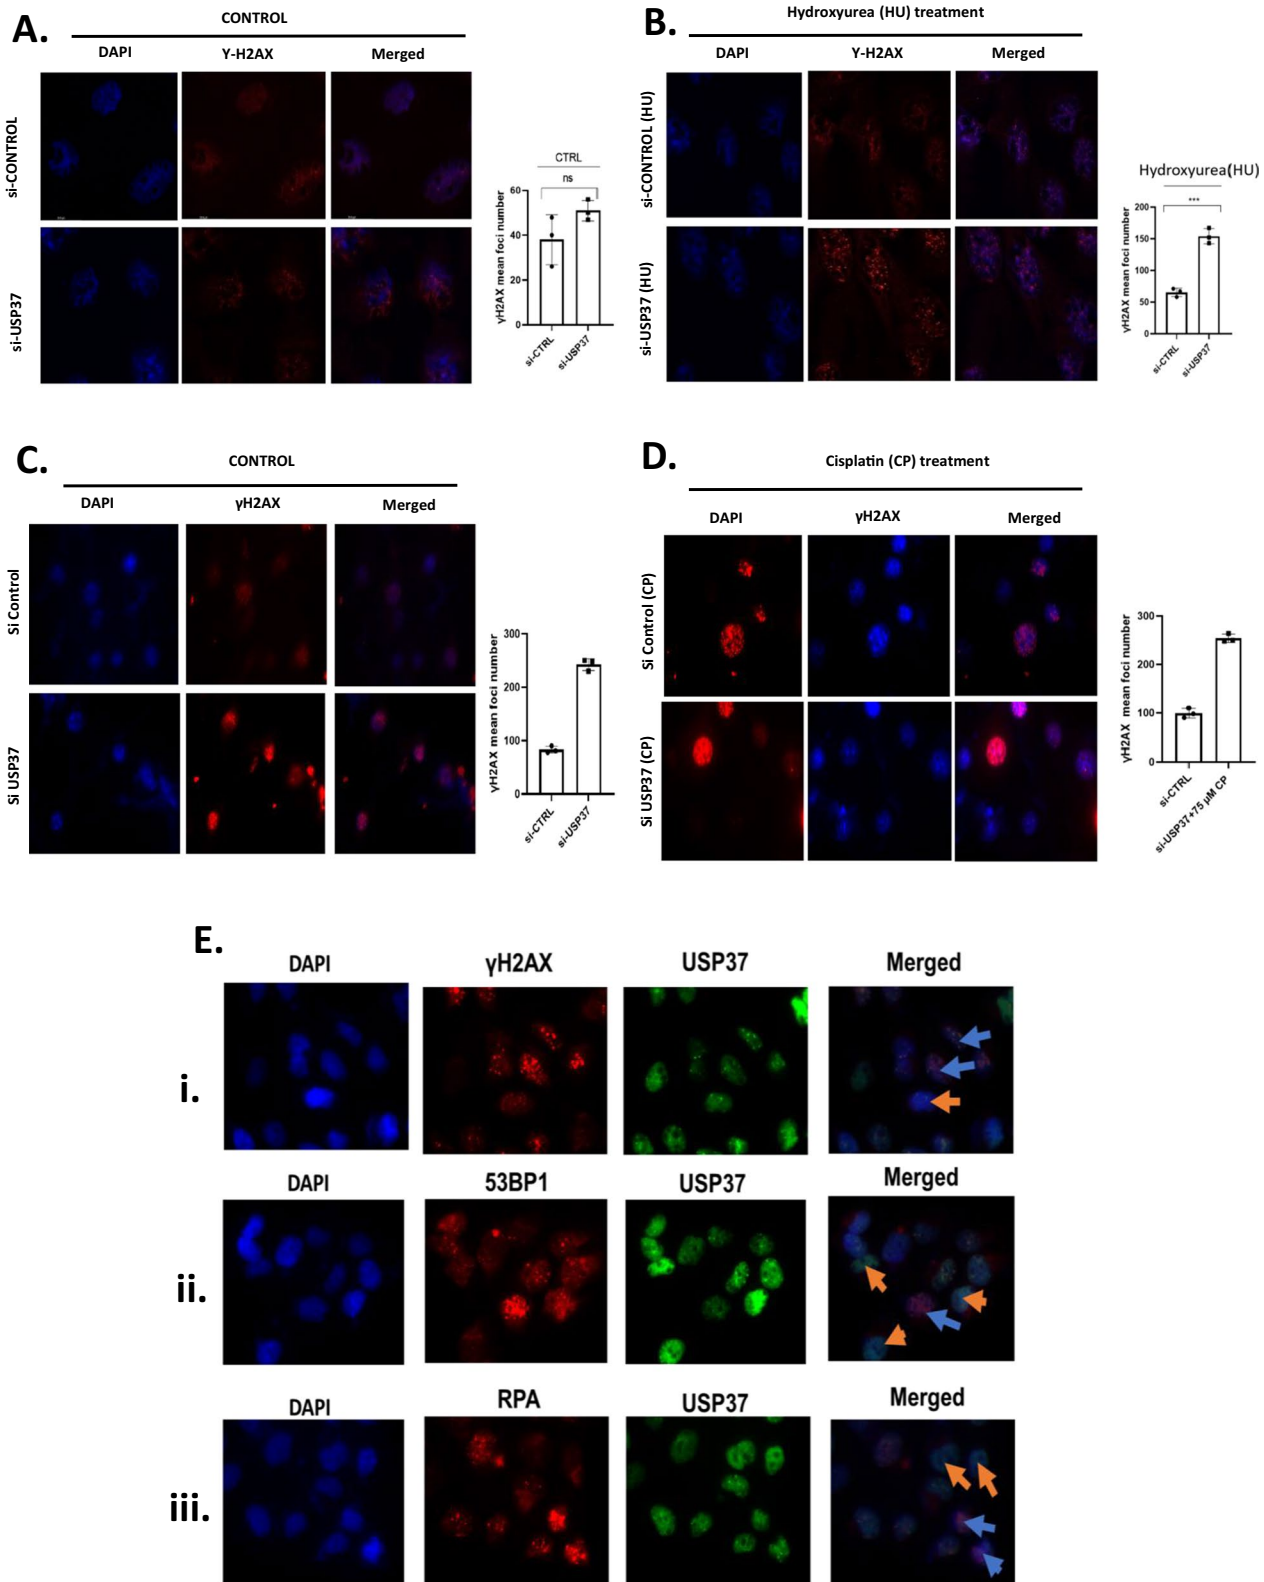 A.
CONTROL
DAPI
Y-H2AX
Merged
si-CONTROL
si-USP37
CTRL
ns
γH2AX mean foci number
60
40
20
0
si-CTRL
si-USP37
B.
Hydroxyurea (HU) treatment
DAPI
Y-H2AX
Merged
si-CONTROL (HU)
si-USP37 (HU)
Hydroxyurea(HU)
***
γH2AX mean foci number
200
150
100
50
0
si-CTRL
si-USP37
C.
CONTROL
DAPI
γH2AX
Merged
Si Control
Si USP37
γH2AX mean foci number
300
200
100
0
si-CTRL
si-USP37
D.
Cisplatin (CP) treatment
DAPI
γH2AX
Merged
Si Control (CP)
Si USP37 (CP)
γH2AX mean foci number
300
200
100
0
si-CTRL
si-USP37+75 μM CP
E.
DAPI
γH2AX
USP37
Merged
i.
DAPI
53BP1
USP37
Merged
ii.
DAPI
RPA
USP37
Merged
iii.